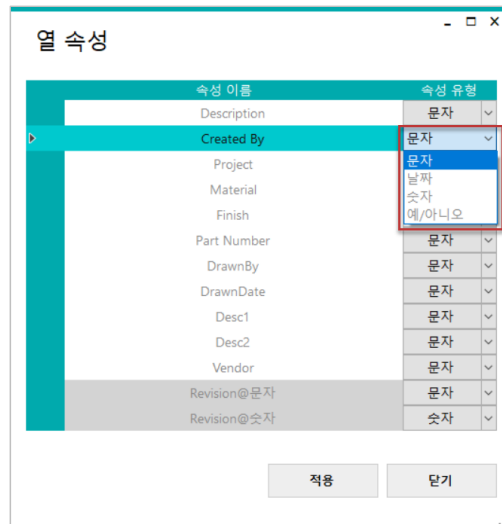 열 속성
속성 이름 속성 유형
Description 문자
Created By 문자
문자
Project 날짜
Material 숫자
Finish 예/아니오
Part Number 문자
DrawnBy 문자
DrawnDate 문자
Desc1 문자
Desc2 문자
Vendor 문자
Revision@문자 문자
Revision@숫자 숫자
적용 닫기